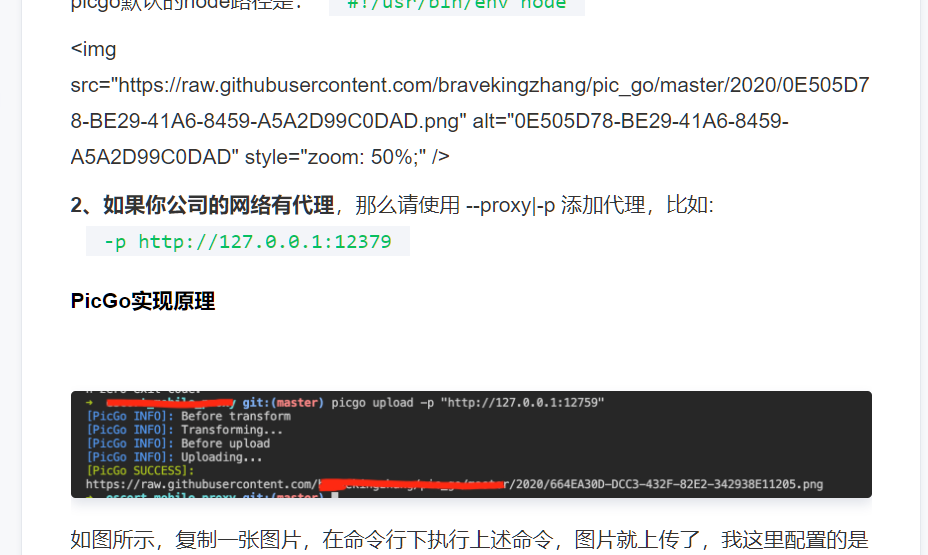 picgo默认的node路径是： #!/usr/bin/env node
<img
src="https://raw.githubusercontent.com/bravekingzhang/pic_go/master/2020/0E505D7
8-BE29-41A6-8459-A5A2D99C0DAD.png" alt="0E505D78-BE29-41A6-8459-
A5A2D99C0DAD" style="zoom: 50%;" />
2、如果你公司的网络有代理，那么请使用 --proxy|-p 添加代理，比如:
-p http://127.0.0.1:12379
PicGo实现原理
→ git:(master) picgo upload -p "http://127.0.0.1:12759"
[PicGo INFO]: Before transform
[PicGo INFO]: Transforming...
[PicGo INFO]: Before upload
[PicGo INFO]: Uploading...
[PicGo SUCCESS]:
https://raw.githubusercontent.com/ r/2020/664EA30D-DCC3-432F-82E2-342938E11205.png
→ escort_mobile_proxy git:(master)
如图所示，复制一张图片，在命令行下执行上述命令，图片就上传了，我这里配置的是